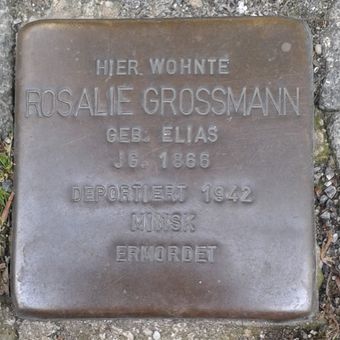 HIER WOHNTE
ROSALIE GROSSMANN
GEB. ELIAS
JG. 1866
DEPORTIERT 1942
MINSK
ERMORDET